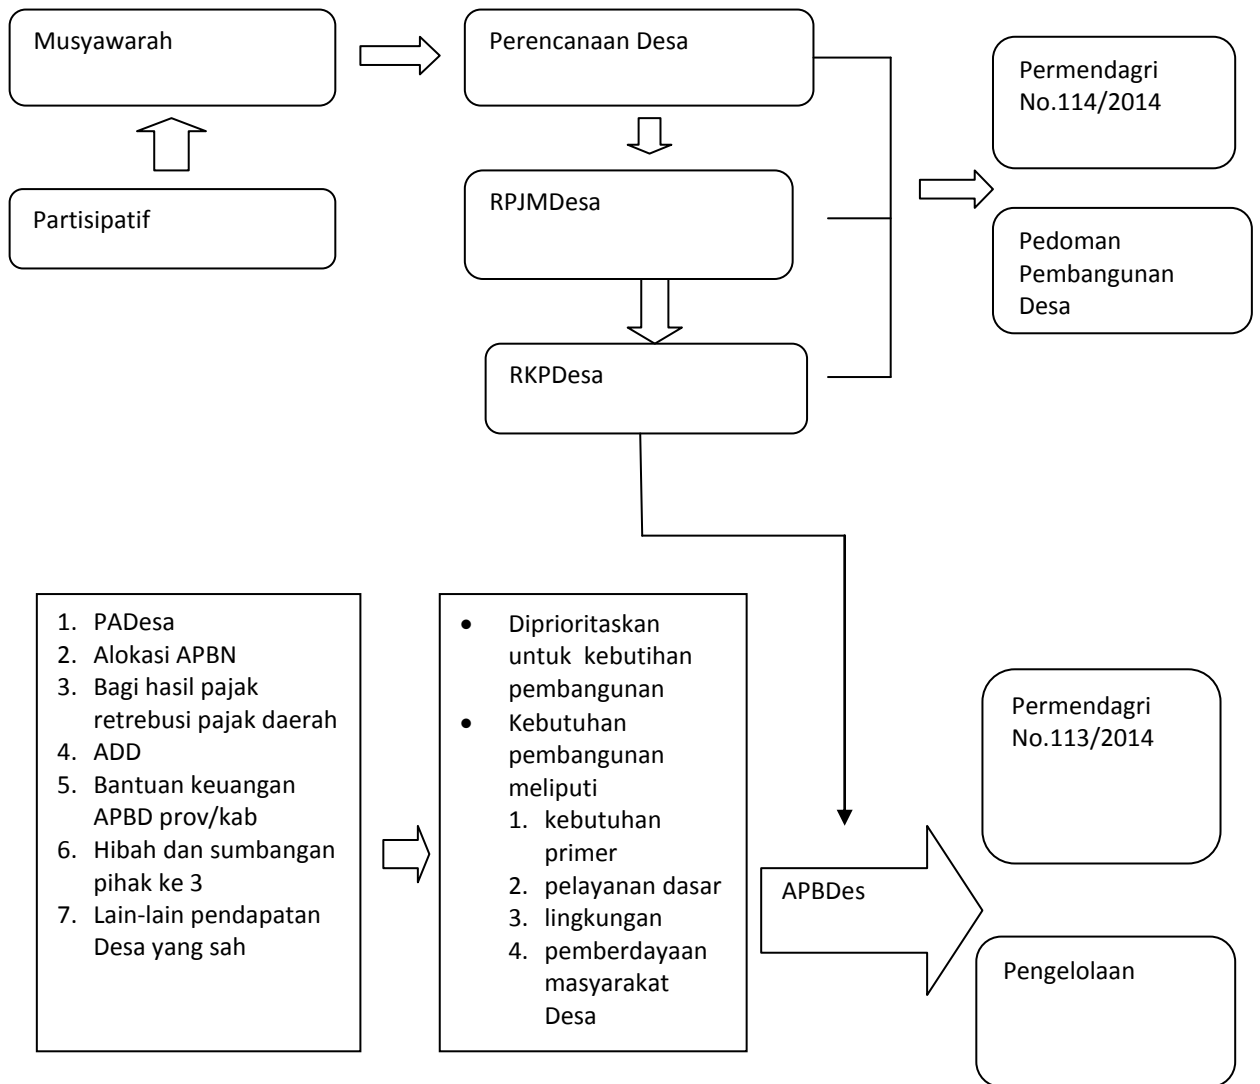 Musyawarah
Perencanaan Desa
Permendagri
No.114/2014
Partisipatif
RPJMDesa
Pedoman
Pembangunan
Desa
RKPDesa
1. PADesa
2. Alokasi APBN
3. Bagi hasil pajak
retrebusi pajak daerah
4. ADD
5. Bantuan keuangan
APBD prov/kab
6. Hibah dan sumbangan
pihak ke 3
7. Lain-lain pendapatan
Desa yang sah
• Diprioritaskan
untuk kebutihan
pembangunan
• Kebutuhan
pembangunan
meliputi
1. kebutuhan
primer
2. pelayanan dasar
3. lingkungan
4. pemberdayaan
masyarakat
Desa
APBDes
Permendagri
No.113/2014
Pengelolaan